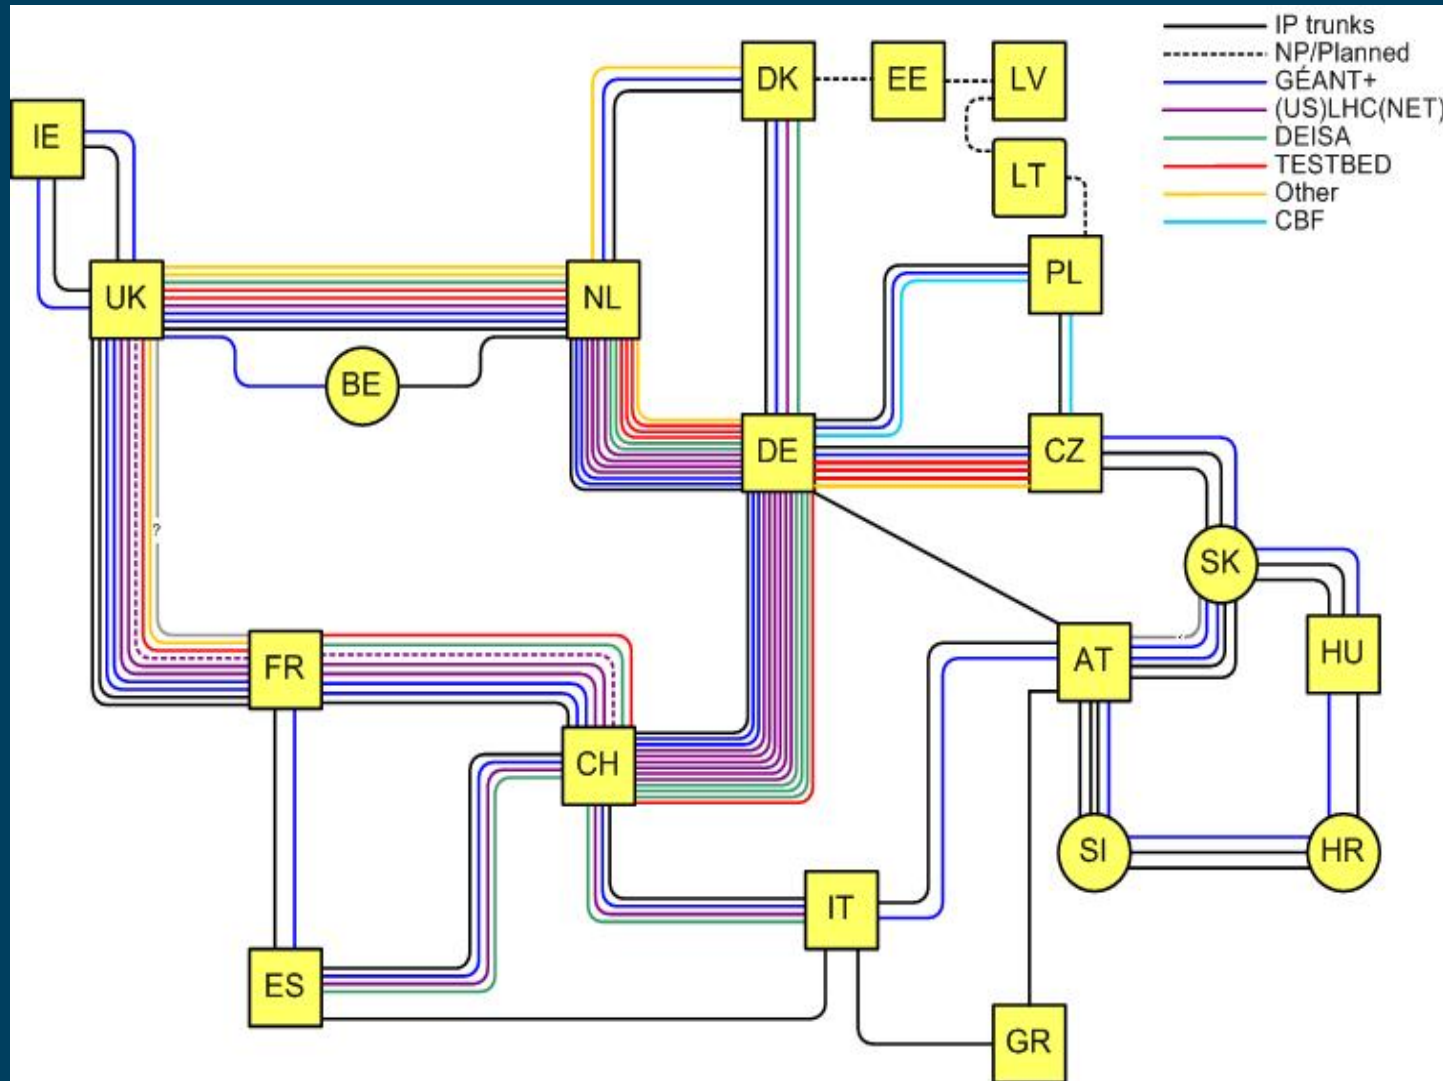 IP trunks
NP/Planned
GÉANT+
(US)LHC(NET)
DEISA
TESTBED
Other
CBF
DK
EE
LV
IE
LT
UK
NL
PL
BE
DE
CZ
?
SK
FR
AT
HU
CH
SI
HR
IT
ES
GR